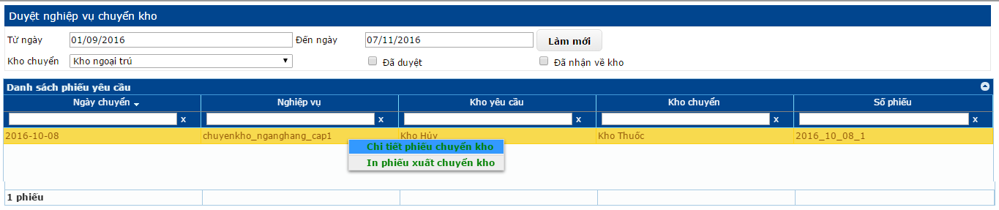 Duyệt nghiệp vụ chuyển kho
Từ ngày 01/09/2016 Đến ngày 07/11/2016 Làm mới
Kho chuyển Kho ngoại trú Đã duyệt Đã nhận về kho
Danh sách phiếu yêu cầu
Ngày chuyển Nghiệp vụ Kho yêu cầu Kho chuyển Số phiếu
x x x x x
2016-10-08 chuyenkho_nganghang_cap1 Kho Hủy Kho Thuốc 2016_10_08_1
Chi tiết phiếu chuyển kho
In phiếu xuất chuyển kho
1 phiếu